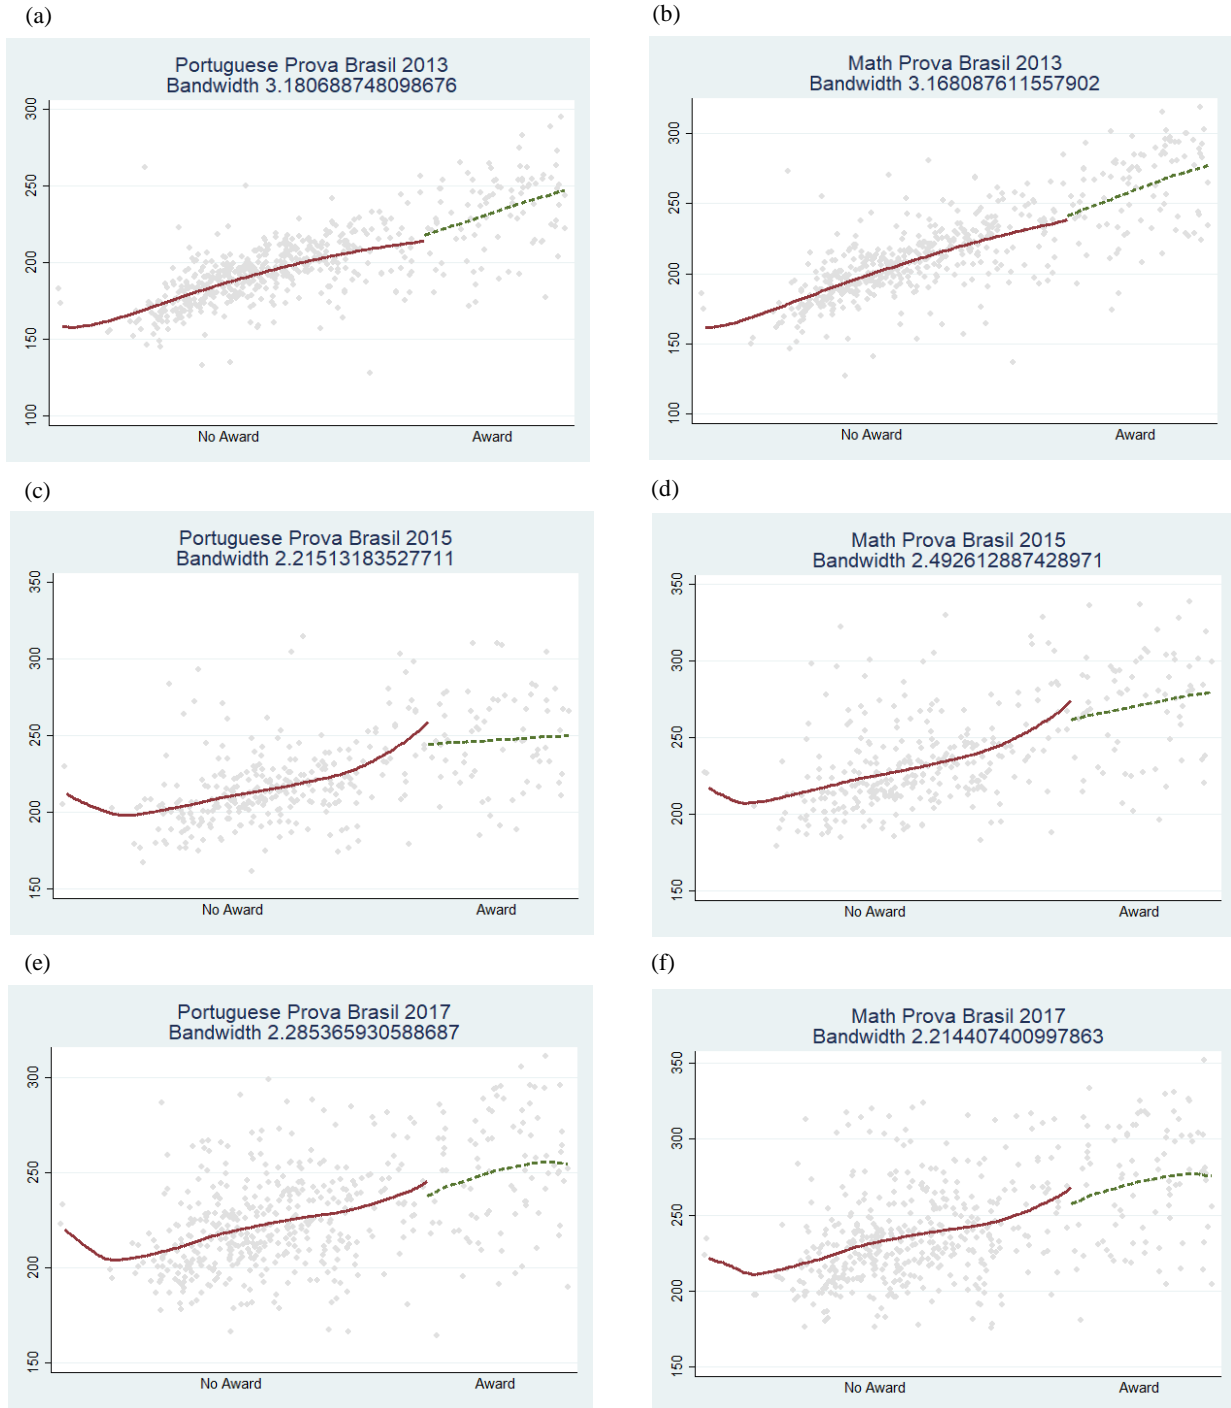 (a)
Portuguese Prova Brasil 2013
Bandwidth 3.180688748098676
300
250
200
150
100
No Award Award
(b)
Math Prova Brasil 2013
Bandwidth 3.168087611557902
300
250
200
150
100
No Award Award
(c)
Portuguese Prova Brasil 2015
Bandwidth 2.21513183527711
350
300
250
200
150
No Award Award
(d)
Math Prova Brasil 2015
Bandwidth 2.492612887428971
350
300
250
200
150
No Award Award
(e)
Portuguese Prova Brasil 2017
Bandwidth 2.285365930588687
300
250
200
150
No Award Award
(f)
Math Prova Brasil 2017
Bandwidth 2.214407400997863
350
300
250
200
150
No Award Award